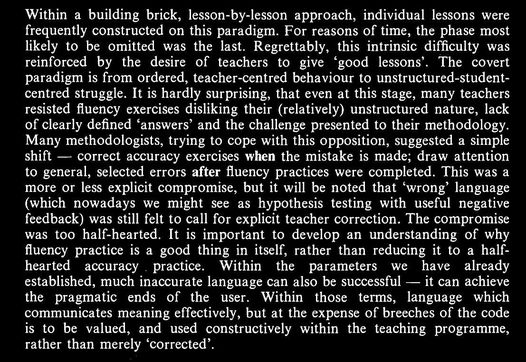 Within a building brick, lesson-by-lesson approach, individual lessons were
frequently constructed on this paradigm. For reasons of time, the phase most
likely to be omitted was the last. Regrettably, this intrinsic difficulty was
reinforced by the desire of teachers to give ‘good lessons’. The covert
paradigm is from ordered, teacher-centred behaviour to unstructured-student-
centred struggle. It is hardly surprising, that even at this stage, many teachers
resisted fluency exercises disliking their (relatively) unstructured nature, lack
of clearly defined ‘answers’ and the challenge presented to their methodology.
Many methodologists, trying to cope with this opposition, suggested a simple
shift — correct accuracy exercises when the mistake is made; draw attention
to general, selected errors after fluency practices were completed. This was a
more or less explicit compromise, but it will be noted that ‘wrong’ language
(which nowadays we might see as hypothesis testing with useful negative
feedback) was still felt to call for explicit teacher correction. The compromise
was too half-hearted. It is important to develop an understanding of why
fluency practice is a good thing in itself, rather than reducing it to a half-
hearted accuracy practice. Within the parameters we have already
established, much inaccurate language can also be successful — it can achieve
the pragmatic ends of the user. Within those terms, language which
communicates meaning effectively, but at the expense of breeches of the code
is to be valued, and used constructively within the teaching programme,
rather than merely ‘corrected’.